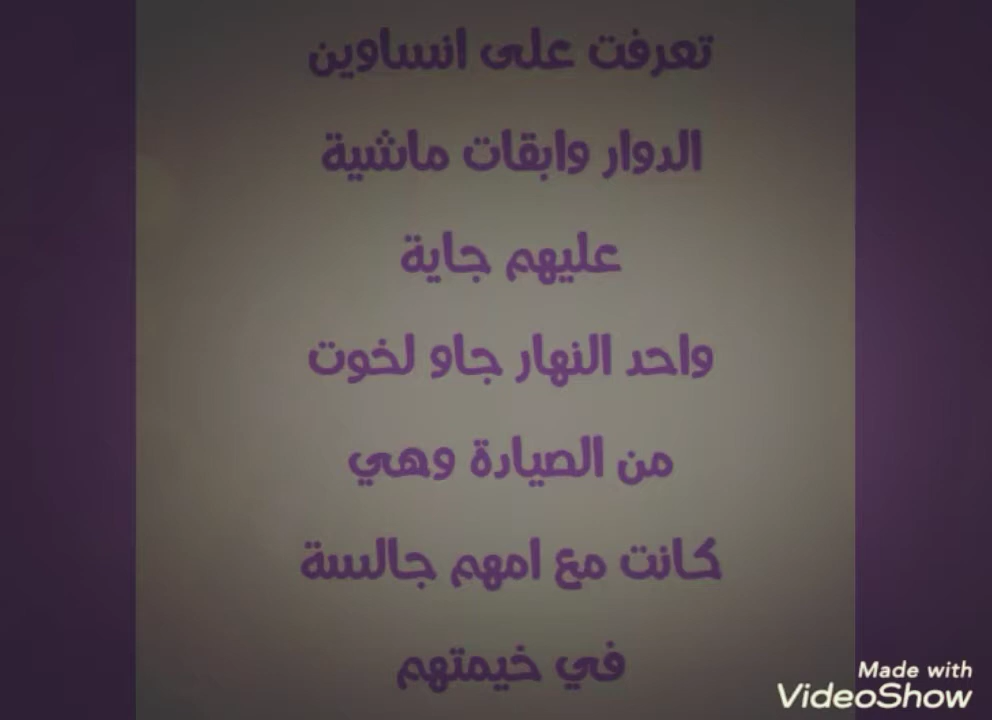 تعرفت على انساوين
الدوار وابقات ماشية
عليهم جاية
واحد النهار جاو لخوت
من الصيادة وهي
كانت مع امهم جالسة
في خيمتهم
Made with
VideoShow